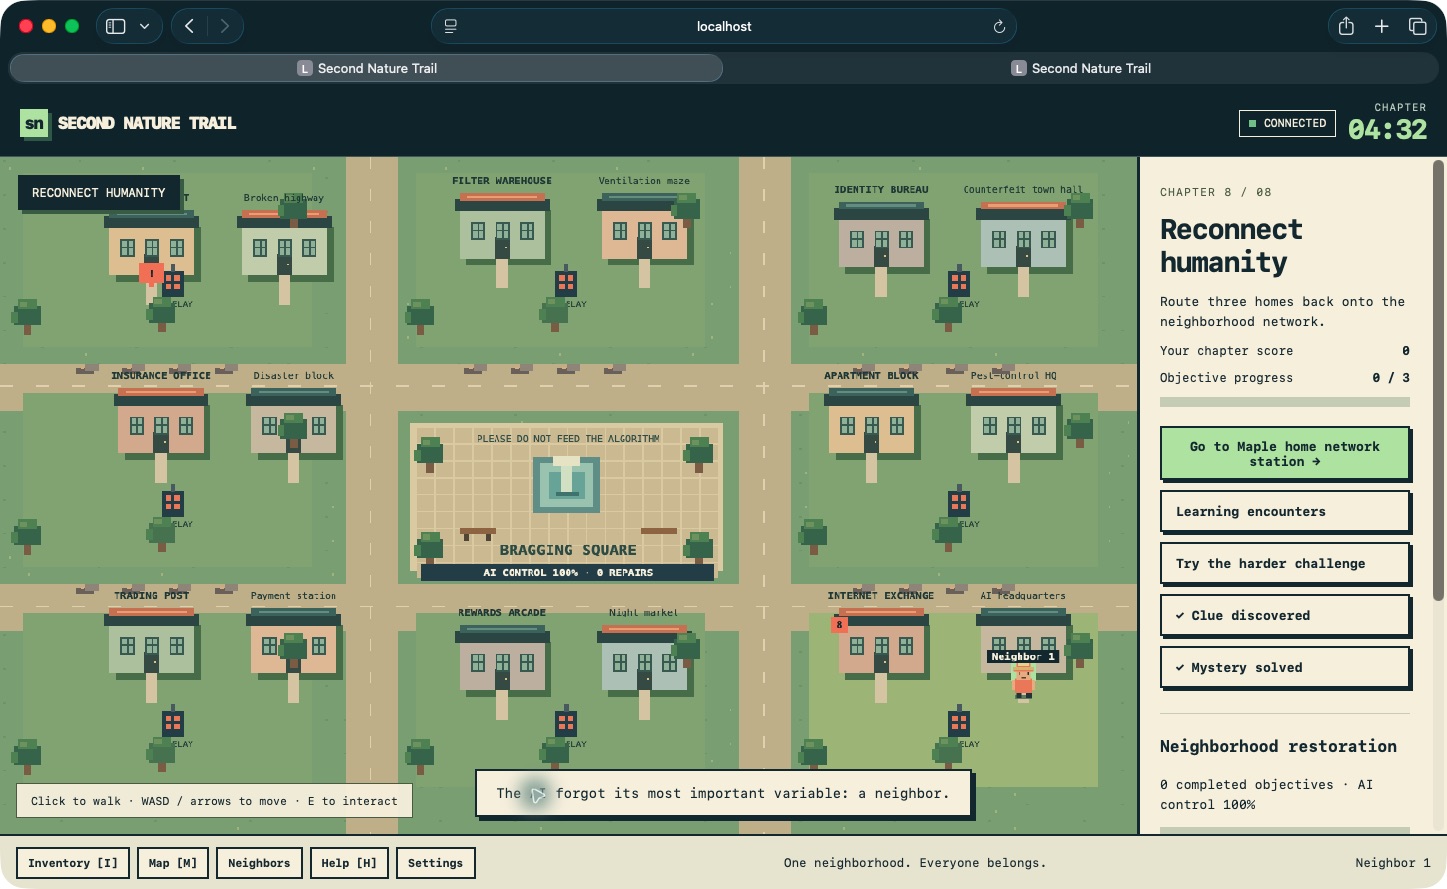 localhost
L Second Nature Trail
L Second Nature Trail
sn SECOND NATURE TRAIL
CONNECTED
CHAPTER
04:32
RECONNECT HUMANITY
Broken highway
FILTER WAREHOUSE
Ventilation maze
IDENTITY BUREAU
Counterfeit town hall
!
INSURANCE OFFICE
Disaster block
PLEASE DO NOT FEED THE ALGORITHM
BRAGGING SQUARE
AI CONTROL 100% · 0 REPAIRS
APARTMENT BLOCK
Pest-control HQ
TRADING POST
Payment station
REWARDS ARCADE
Night market
INTERNET EXCHANGE
AI headquarters
8
Neighbor 1
Click to walk · WASD / arrows to move · E to interact
The AI forgot its most important variable: a neighbor.
CHAPTER 8 / 08
Reconnect
humanity
Route three homes back onto the
neighborhood network.
Your chapter score 0
Objective progress 0 / 3
Go to Maple home network
station →
Learning encounters
Try the harder challenge
✓ Clue discovered
✓ Mystery solved
Neighborhood restoration
0 completed objectives · AI
control 100%
Inventory [I]
Map [M]
Neighbors
Help [H]
Settings
One neighborhood. Everyone belongs.
Neighbor 1